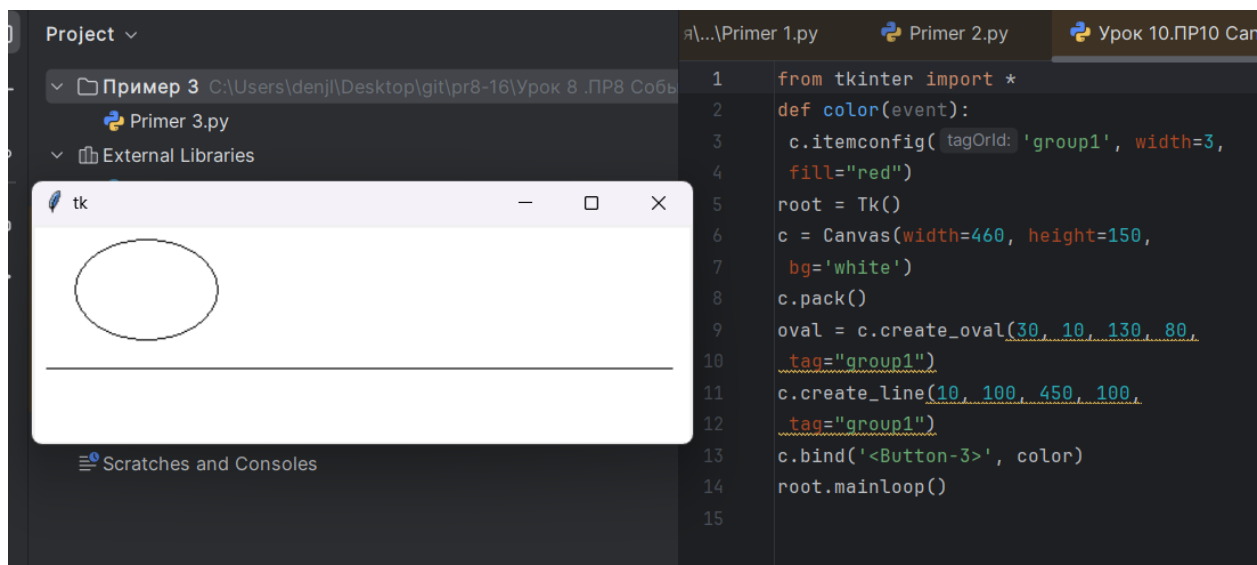 Project
Пример 3 C:\Users\denjl\Desktop\git\pr8-16\Урок 8 .ПР8 Собы
Primer 3.py
External Libraries
tk
Scratches and Consoles
я\...\Primer 1.py Primer 2.py Урок 10.ПР10 Can
1 from tkinter import *
2 def color(event):
3 c.itemconfig( tagOrId: 'group1', width=3,
4 fill="red")
5 root = Tk()
6 c = Canvas(width=460, height=150,
7 bg='white')
8 c.pack()
9 oval = c.create_oval(30, 10, 130, 80,
10 tag="group1")
11 c.create_line(10, 100, 450, 100,
12 tag="group1")
13 c.bind('<Button-3>', color)
14 root.mainloop()
15